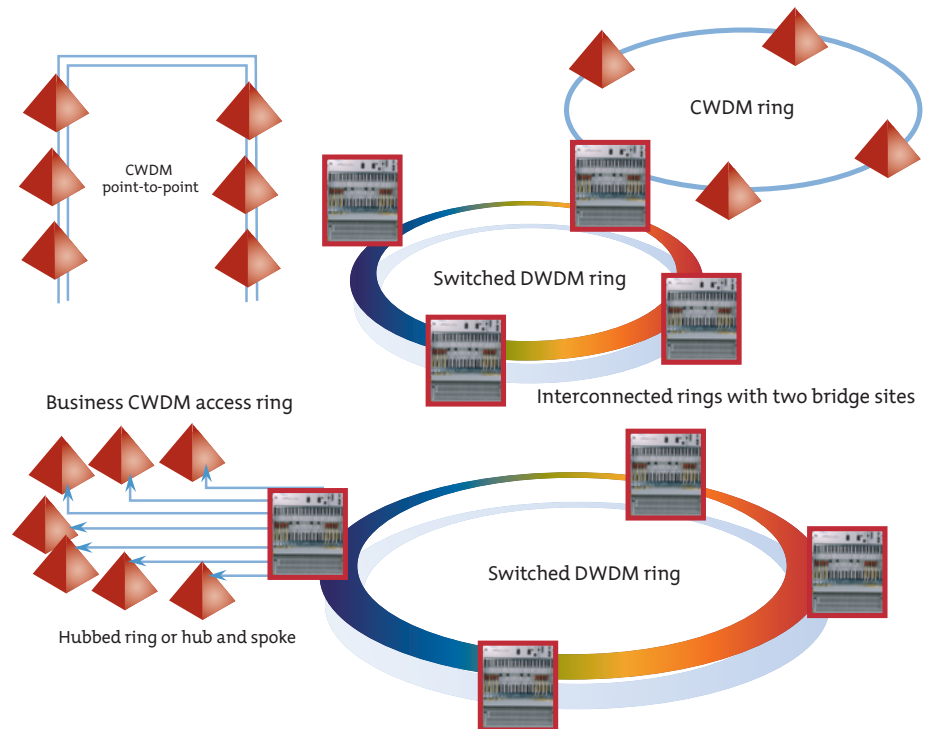 CWDM ring
CWDM
point-to-point
Switched DWDM ring
Interconnected rings with two bridge sites
Business CWDM access ring
Switched DWDM ring
Hubbed ring or hub and spoke